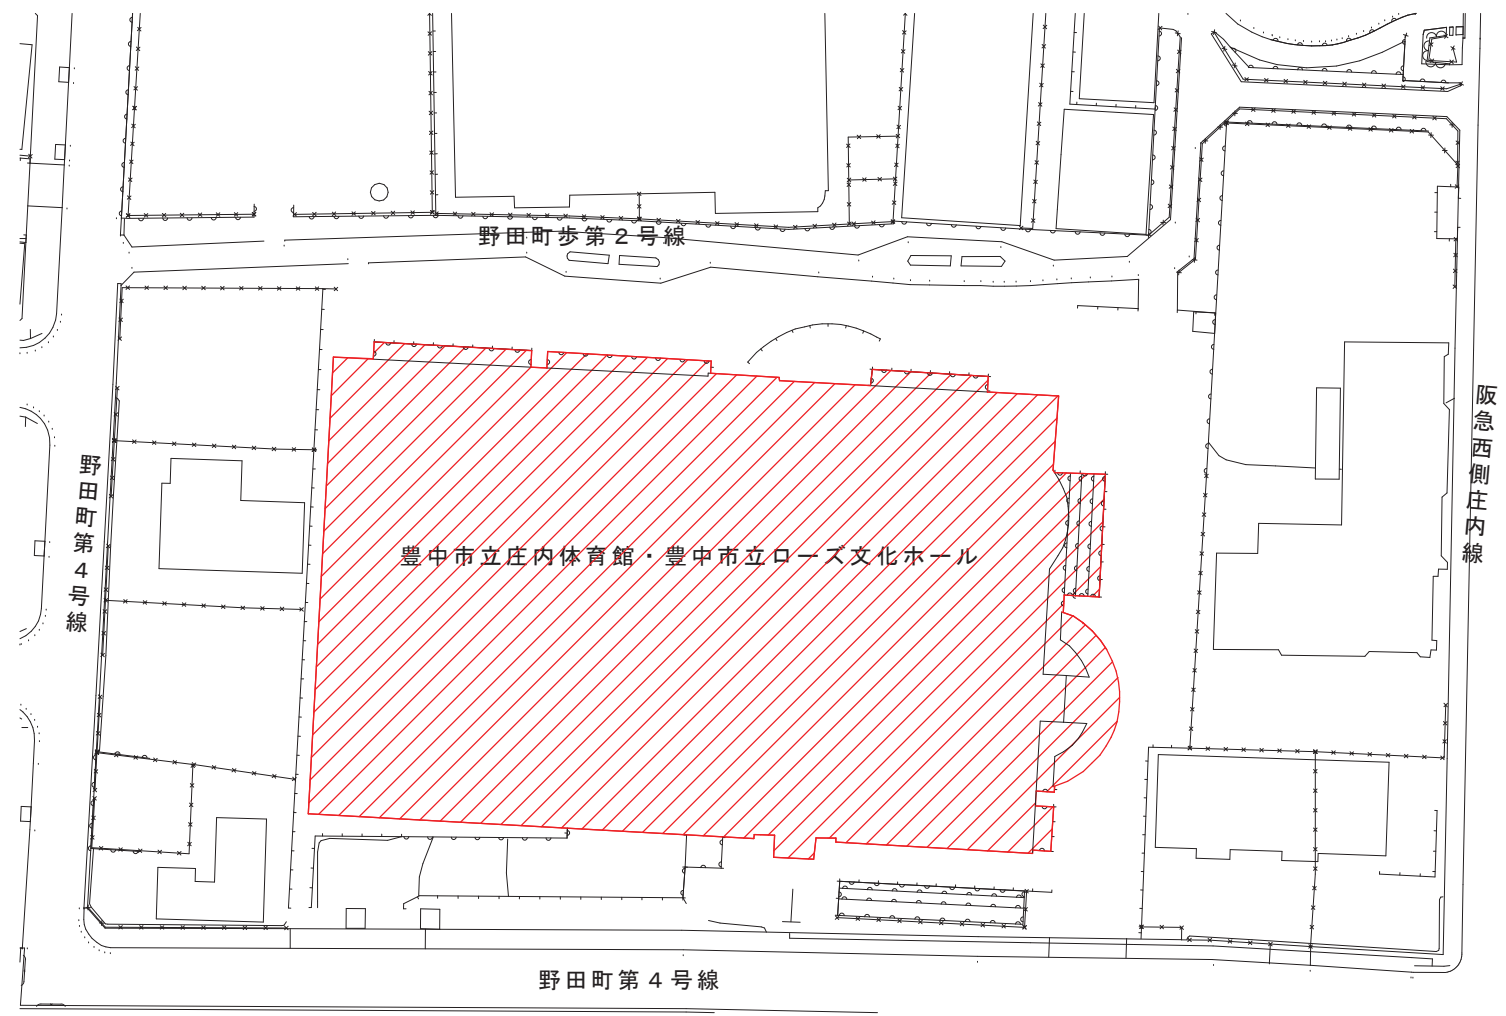 野田町歩第２号線
阪急西側庄内線
野田町第４号線
豊中市立庄内体育館・豊中市立ローズ文化ホール
野田町第４号線